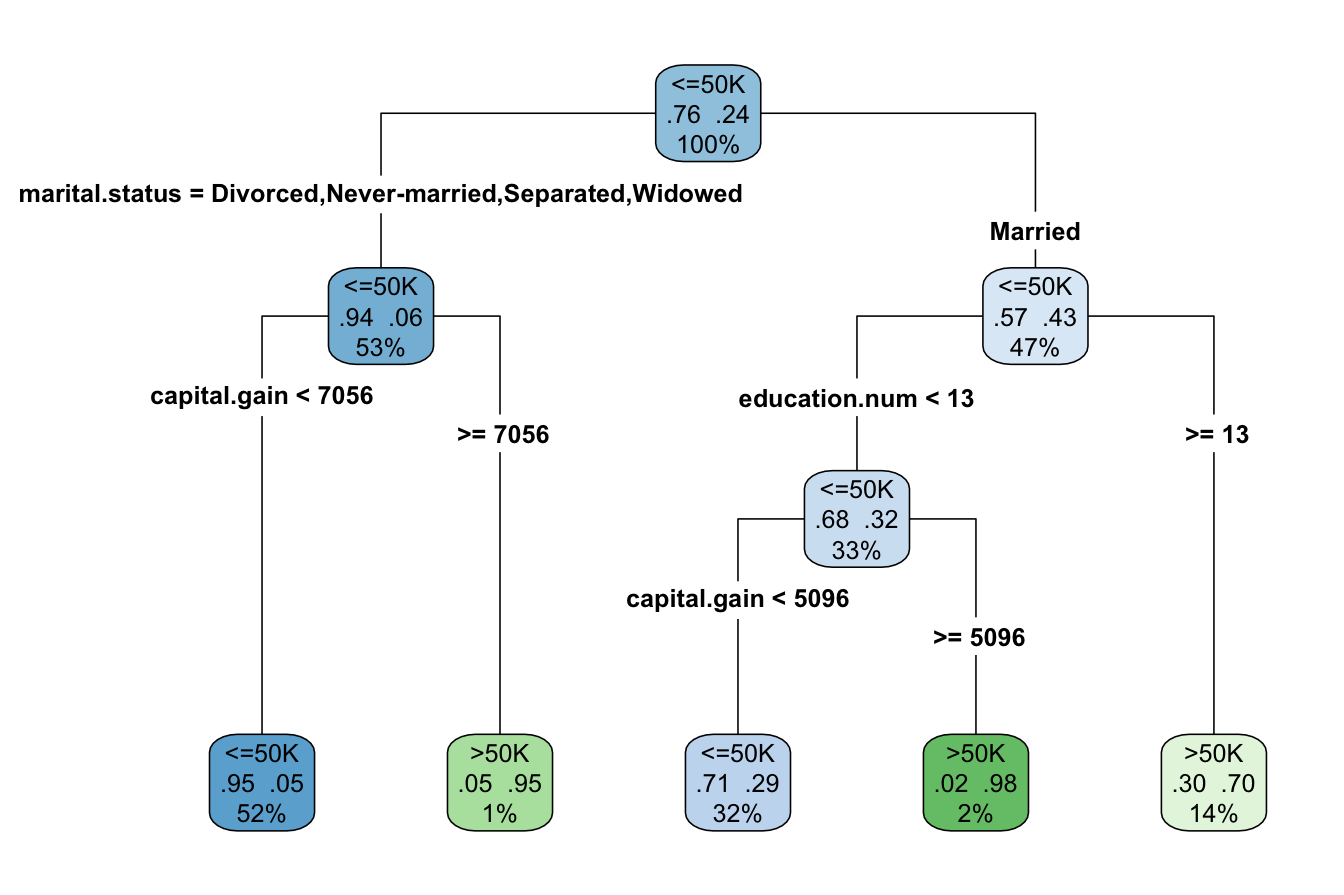 <=50K
.76 .24
100%
marital.status = Divorced,Never-married,Separated,Widowed
Married
<=50K
.94 .06
53%
<=50K
.57 .43
47%
capital.gain < 7056
>= 7056
education.num < 13
>= 13
<=50K
.68 .32
33%
capital.gain < 5096
>= 5096
<=50K
.95 .05
52%
>50K
.05 .95
1%
<=50K
.71 .29
32%
>50K
.02 .98
2%
>50K
.30 .70
14%